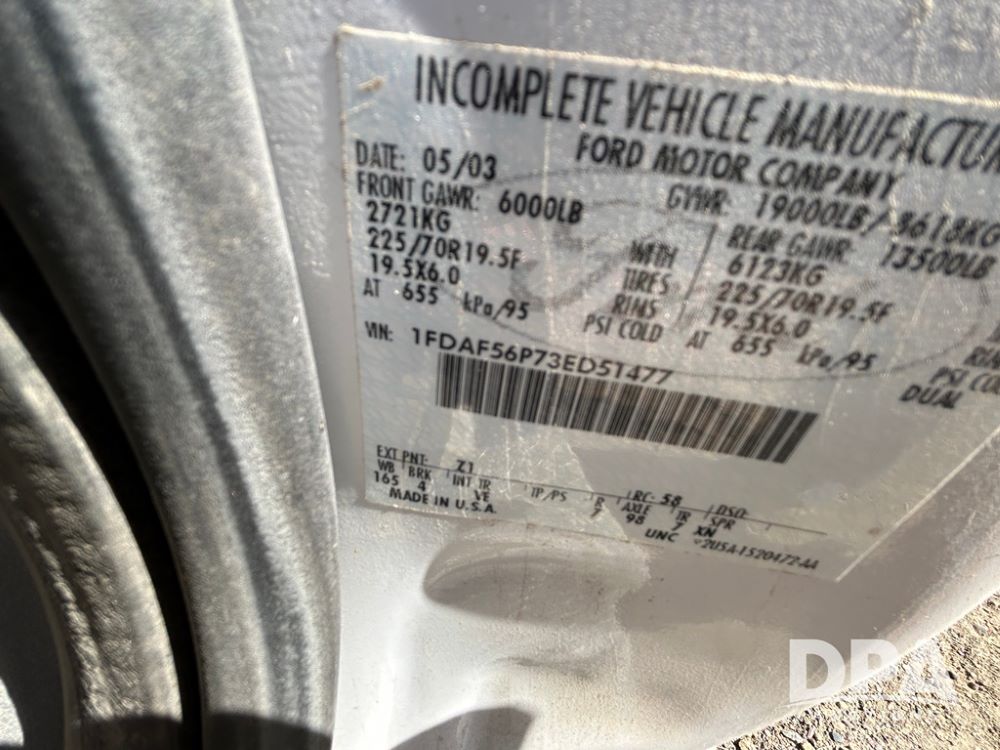 INCOMPLETE VEHICLE MANUFACTUR
FORD MOTOR COMPANY
DATE: 05/03 GVWR: 19000LB/ 8618KG
FRONT GAWR: 6000LB REAR GAWR: 13500LB
2721KG WITH 6123KG
225/70R19.5F TIRES 225/70R19.5F
19.5X6.0 RIMS 19.5X6.0
AT 655 kPa/95 PSI COLD AT 655 kPa/95 PSI CO
DUAL
VIN: 1FDAF56P73ED51477
EXT PNT: Z1 RC: 58 DSO:
WB BRK INT TR TP/PS R AXLE TR SPR
165 4 VE 7 98 7 XN
MADE IN U.S.A. UNC
DPA